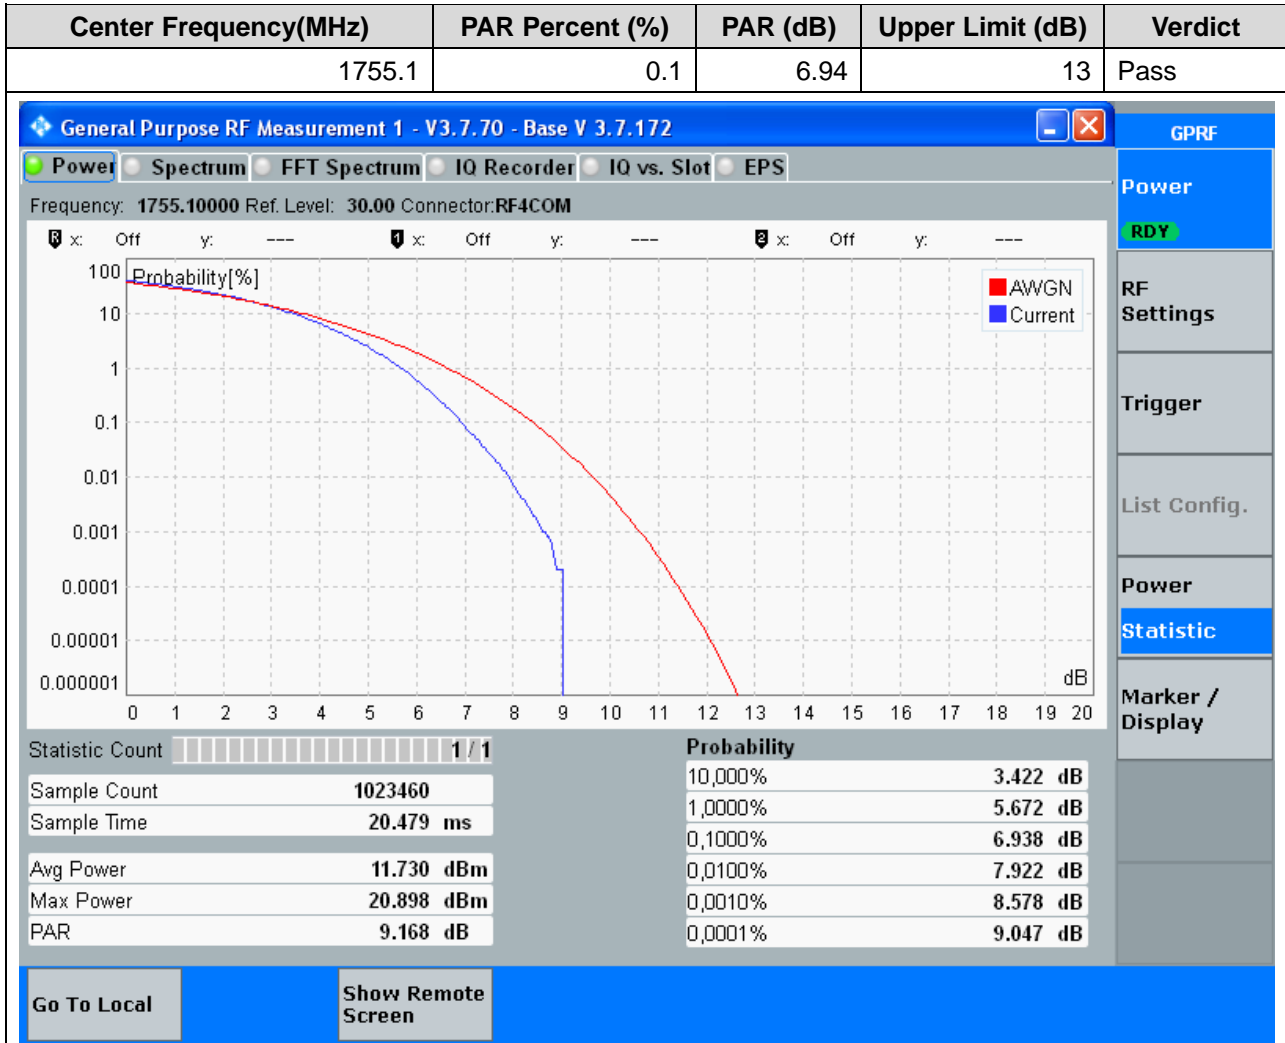 Center Frequency(MHz) PAR Percent (%) PAR (dB) Upper Limit (dB) Verdict
1755.1 0.1 6.94 13 Pass
General Purpose RF Measurement 1 - V3.7.70 - Base V 3.7.172
GPRF
Power Spectrum FFT Spectrum IQ Recorder IQ vs. Slot EPS
Frequency: 1755.10000 Ref. Level: 30.00 Connector:RF4COM
R x: Off y: --- 1 x: Off y: --- 2 x: Off y: ---
Probability[%]
AWGN
Current
100
10
1
0.1
0.01
0.001
0.0001
0.00001
0.000001
dB
0 1 2 3 4 5 6 7 8 9 10 11 12 13 14 15 16 17 18 19 20
Statistic Count 1 / 1
Sample Count 1023460
Sample Time 20.479 ms
Avg Power 11.730 dBm
Max Power 20.898 dBm
PAR 9.168 dB
Probability
10,000% 3.422 dB
1,0000% 5.672 dB
0,1000% 6.938 dB
0,0100% 7.922 dB
0,0010% 8.578 dB
0,0001% 9.047 dB
Power
RDY
RF
Settings
Trigger
List Config.
Power
Statistic
Marker /
Display
Go To Local
Show Remote
Screen